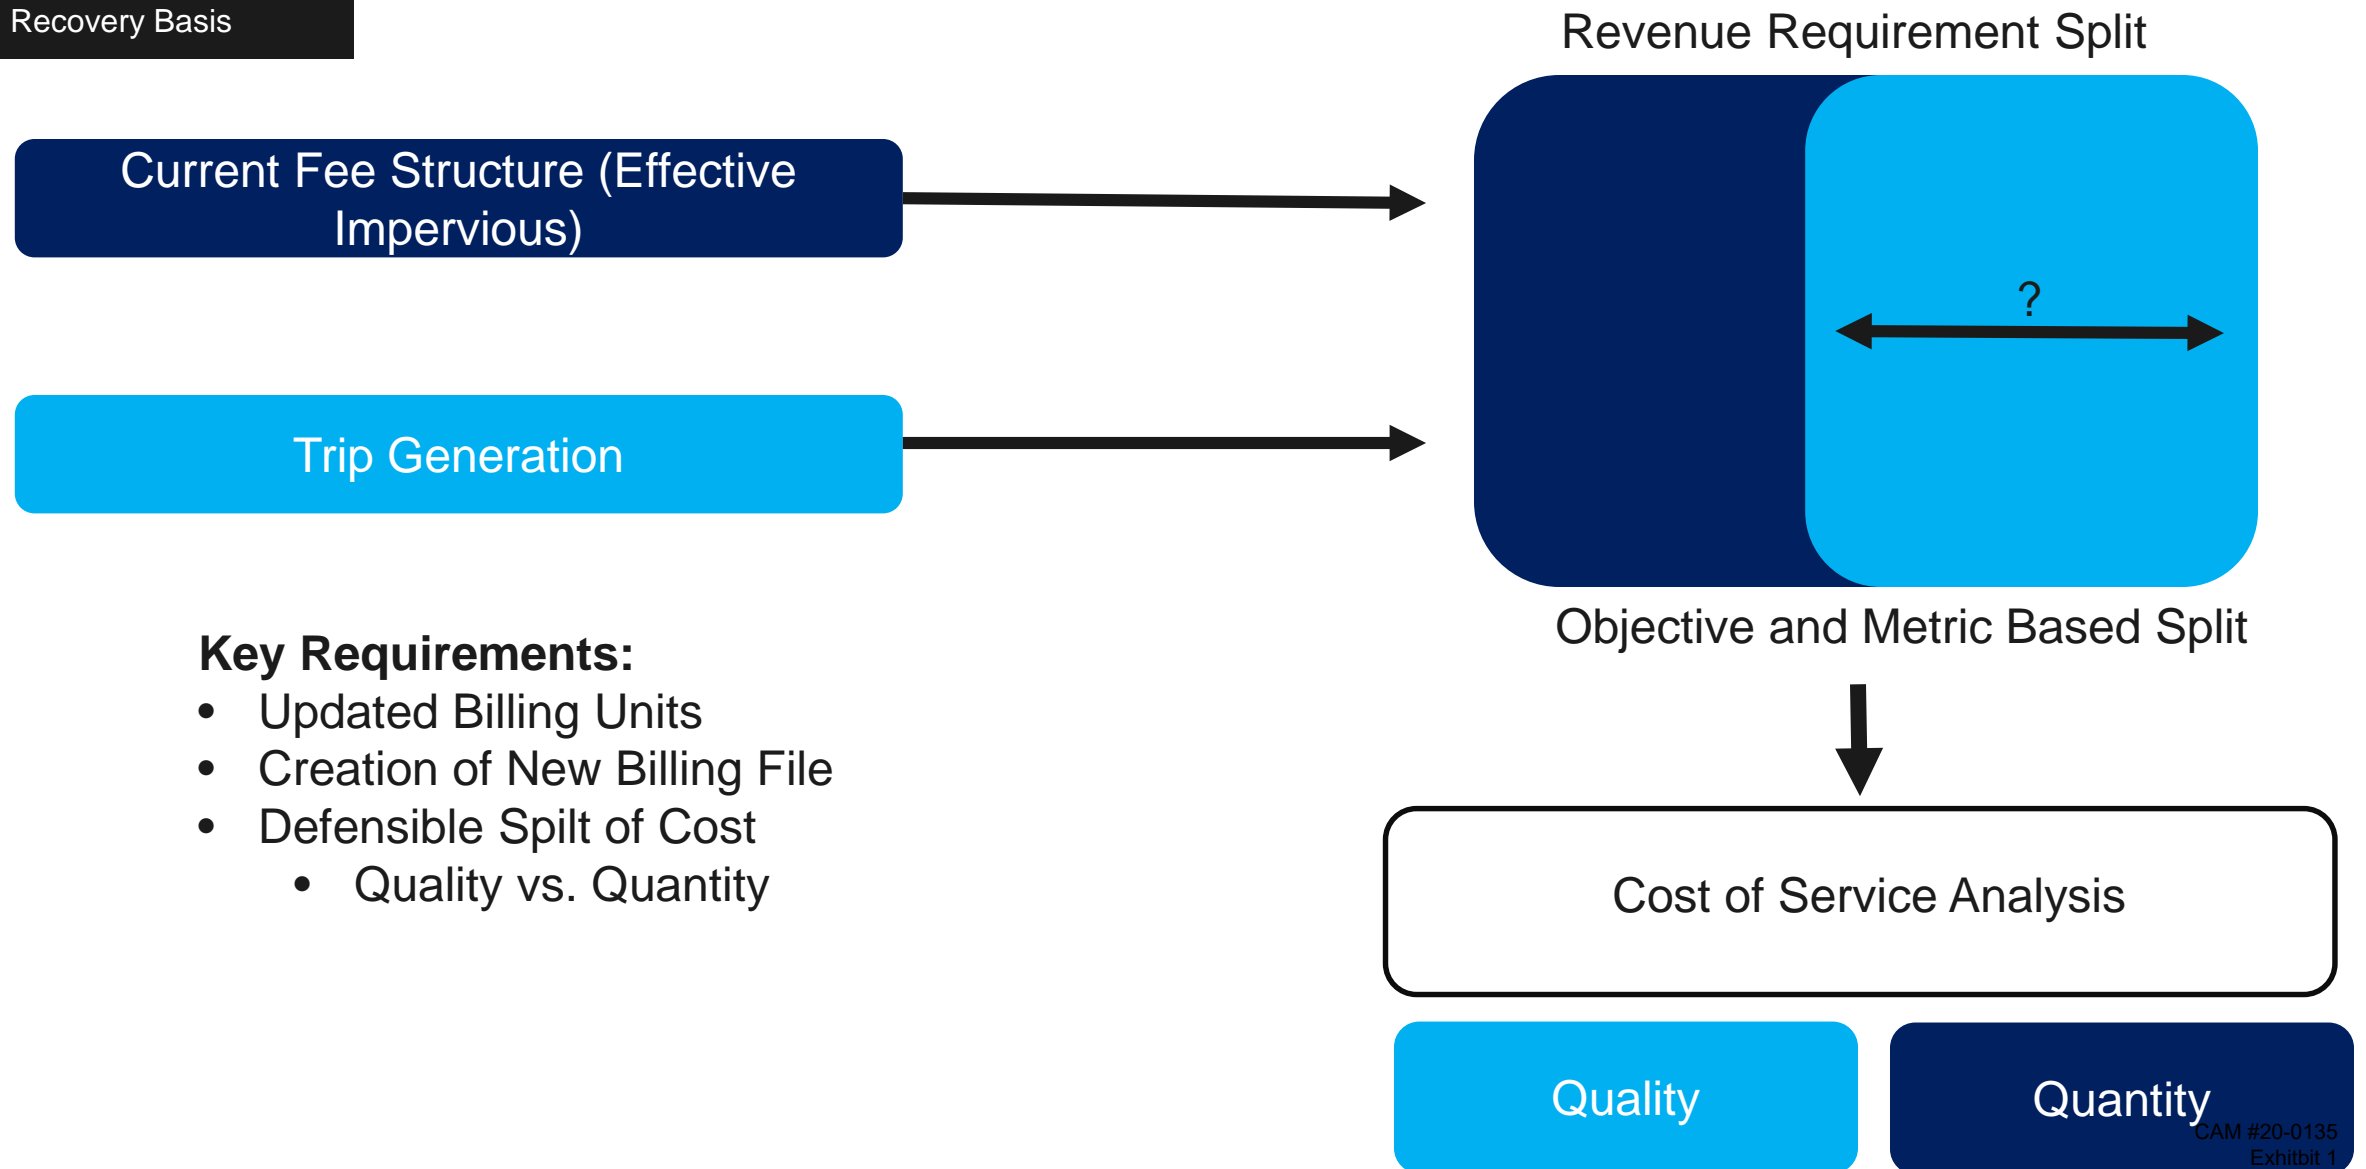 Recovery Basis
Revenue Requirement Split
Current Fee Structure (Effective
Impervious)
?
Trip Generation
Objective and Metric Based Split
Key Requirements:
• Updated Billing Units
• Creation of New Billing File
• Defensible Spilt of Cost
• Quality vs. Quantity
Cost of Service Analysis
Quality
Quantity
CAM #20-0135
Exhitbit 1